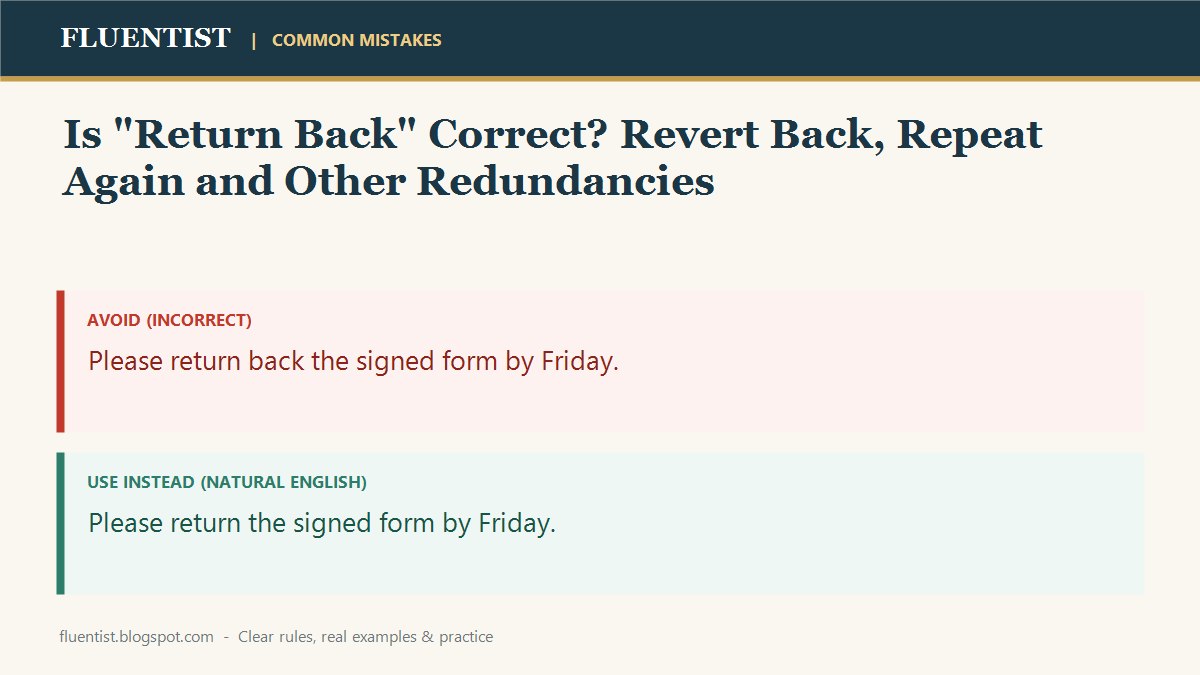 FLUENTIST | COMMON MISTAKES
Is "Return Back" Correct? Revert Back, Repeat
Again and Other Redundancies
AVOID (INCORRECT)
Please return back the signed form by Friday.
USE INSTEAD (NATURAL ENGLISH)
Please return the signed form by Friday.
fluentist.blogspot.com - Clear rules, real examples & practice